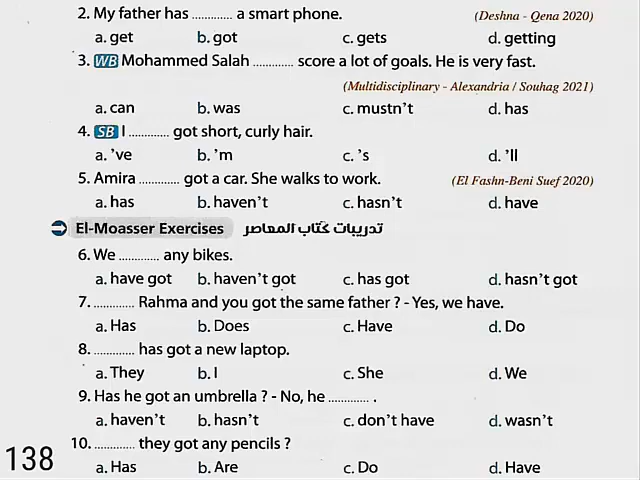 2. My father has ............ a smart phone. (Deshna - Qena 2020)
a. get b. got c. gets d. getting
3. WB Mohammed Salah ............ score a lot of goals. He is very fast.
(Multidisciplinary - Alexandria / Souhag 2021)
a. can b. was c. mustn't d. has
4. SB I ............ got short, curly hair.
a. 've b. 'm c. 's d. 'll
5. Amira ............ got a car. She walks to work. (El Fashn-Beni Suef 2020)
a. has b. haven't c. hasn't d. have
El-Moasser Exercises تدريبات كتاب المعاصر
6. We ............ any bikes.
a. have got b. haven't got c. has got d. hasn't got
7. ............ Rahma and you got the same father ? - Yes, we have.
a. Has b. Does c. Have d. Do
8. ............ has got a new laptop.
a. They b. I c. She d. We
9. Has he got an umbrella ? - No, he ............ .
a. haven't b. hasn't c. don't have d. wasn't
10. ............ they got any pencils ?
a. Has b. Are c. Do d. Have
138